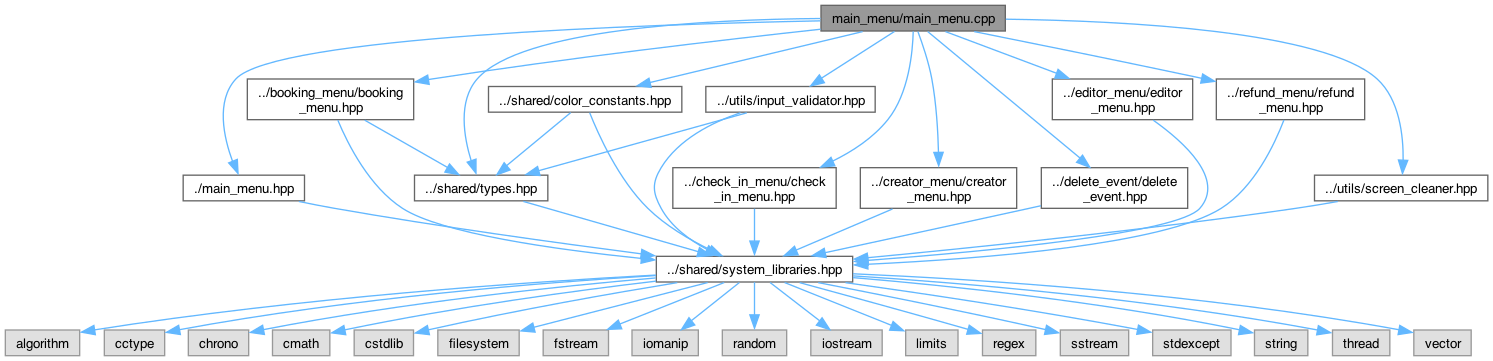 main_menu/main_menu.cpp
../booking_menu/booking
_menu.hpp
../shared/color_constants.hpp
../utils/input_validator.hpp
../editor_menu/editor
_menu.hpp
../refund_menu/refund
_menu.hpp
./main_menu.hpp
../shared/types.hpp
../check_in_menu/check
_in_menu.hpp
../creator_menu/creator
_menu.hpp
../delete_event/delete
_event.hpp
../utils/screen_cleaner.hpp
../shared/system_libraries.hpp
algorithm
cctype
chrono
cmath
cstdlib
filesystem
fstream
iomanip
random
iostream
limits
regex
sstream
stdexcept
string
thread
vector